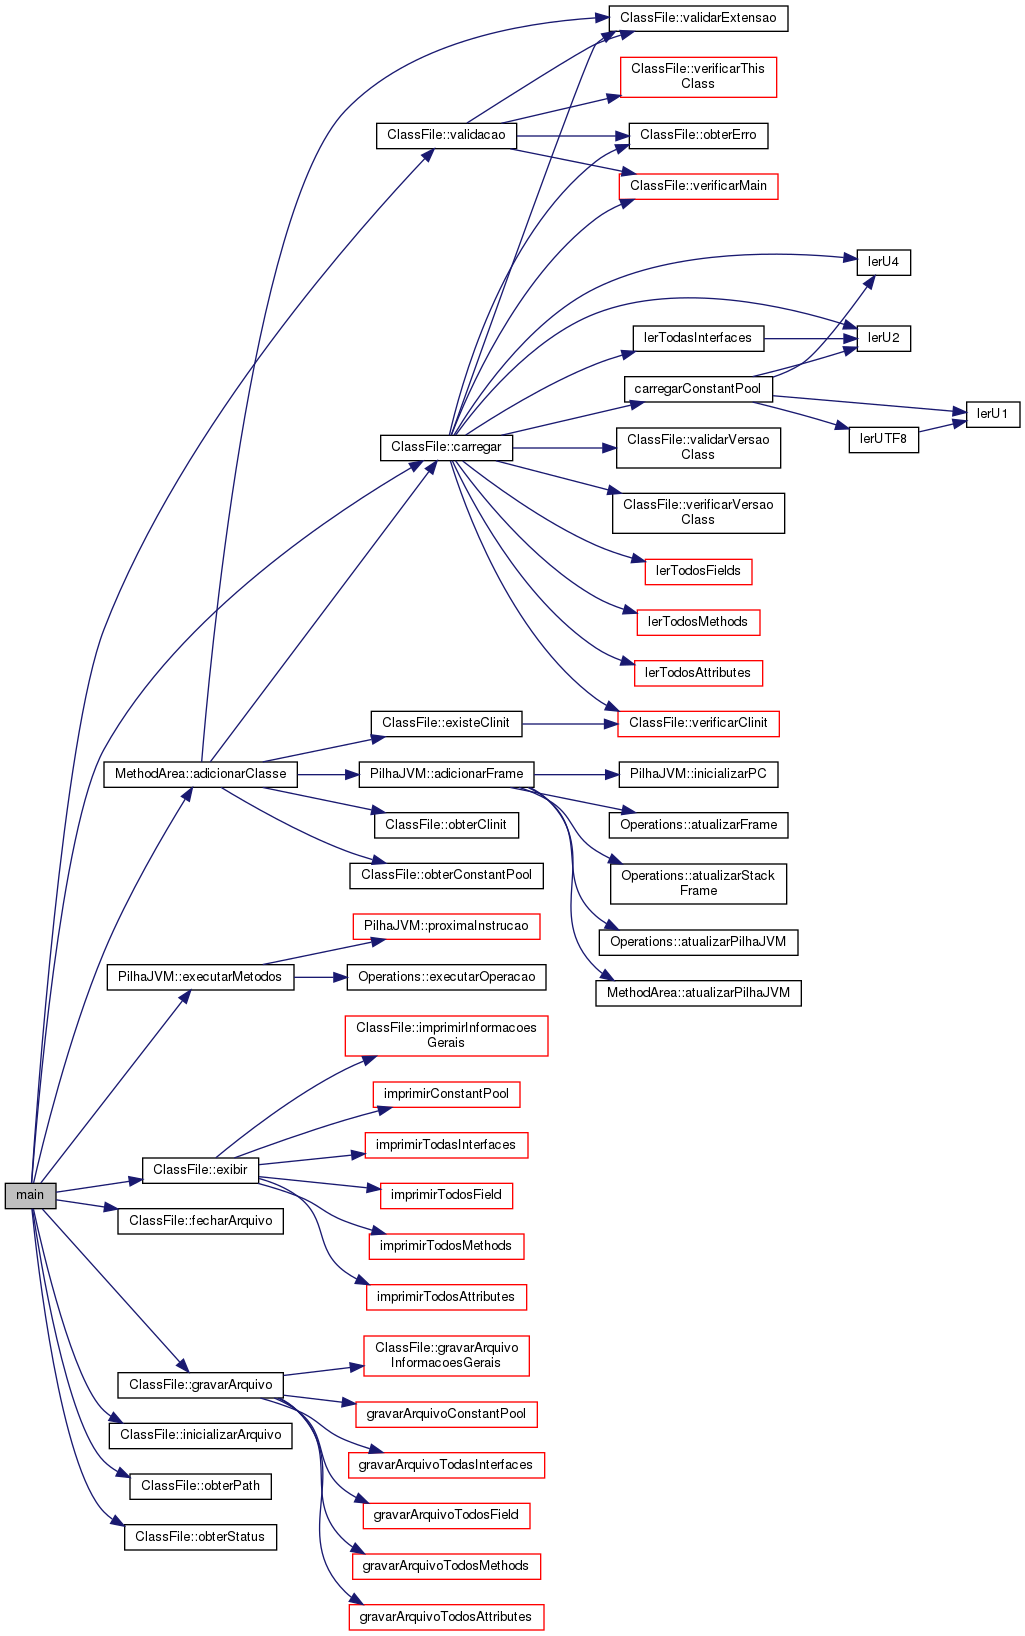 ClassFile::validarExtensao
ClassFile::verificarThis
Class
ClassFile::validacao
ClassFile::obterErro
ClassFile::verificarMain
lerU4
lerTodasInterfaces
lerU2
carregarConstantPool
lerU1
lerUTF8
ClassFile::carregar
ClassFile::validarVersao
Class
ClassFile::verificarVersao
Class
lerTodosFields
lerTodosMethods
lerTodosAttributes
ClassFile::existeClinit
ClassFile::verificarClinit
MethodArea::adicionarClasse
PilhaJVM::adicionarFrame
PilhaJVM::inicializarPC
ClassFile::obterClinit
Operations::atualizarFrame
ClassFile::obterConstantPool
Operations::atualizarStack
Frame
PilhaJVM::proximaInstrucao
Operations::atualizarPilhaJVM
PilhaJVM::executarMetodos
Operations::executarOperacao
MethodArea::atualizarPilhaJVM
ClassFile::imprimirInformacoes
Gerais
imprimirConstantPool
imprimirTodasInterfaces
ClassFile::exibir
main
imprimirTodosField
ClassFile::fecharArquivo
imprimirTodosMethods
imprimirTodosAttributes
ClassFile::gravarArquivo
InformacoesGerais
ClassFile::gravarArquivo
gravarArquivoConstantPool
ClassFile::inicializarArquivo
gravarArquivoTodasInterfaces
ClassFile::obterPath
gravarArquivoTodosField
ClassFile::obterStatus
gravarArquivoTodosMethods
gravarArquivoTodosAttributes